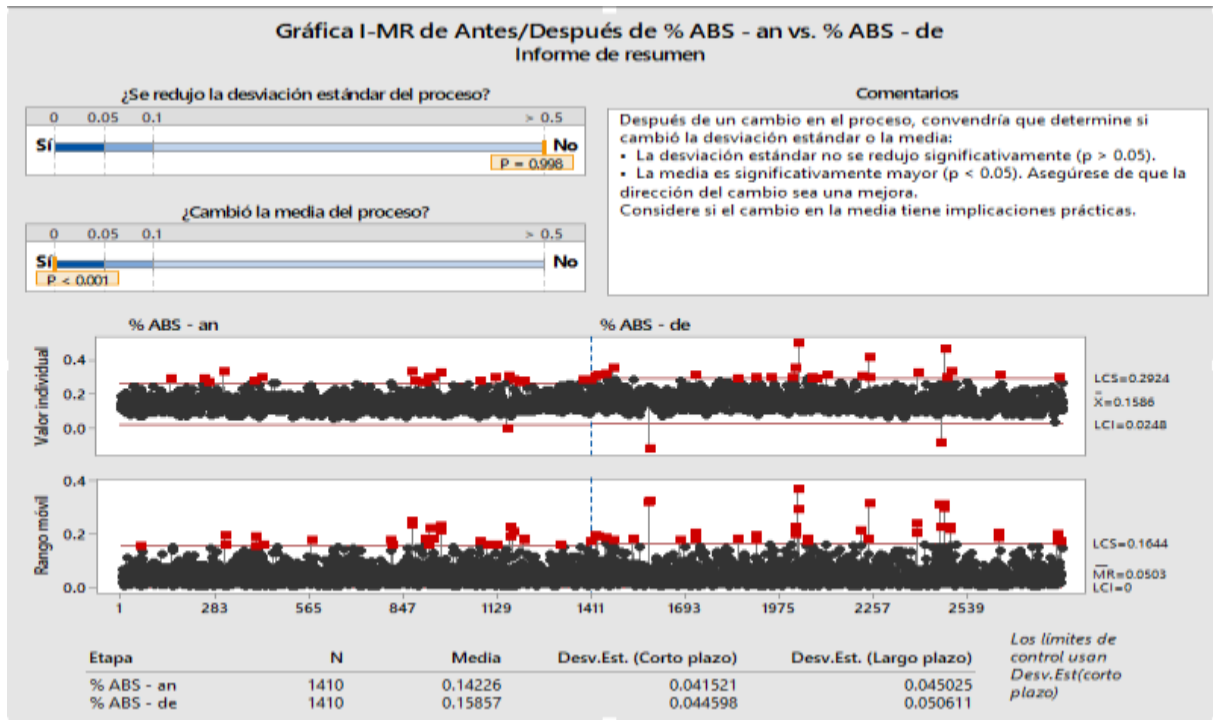 Gráfica I-MR de Antes/Después de % ABS - an vs. % ABS - de
Informe de resumen
¿Se redujo la desviación estándar del proceso?
0 0.05 0.1 > 0.5
Sí No
P = 0.998
¿Cambió la media del proceso?
0 0.05 0.1 > 0.5
Sí No
P < 0.001
Comentarios
Después de un cambio en el proceso, convendría que determine si
cambió la desviación estándar o la media:
• La desviación estándar no se redujo significativamente (p > 0.05).
• La media es significativamente mayor (p < 0.05). Asegúrese de que la
dirección del cambio sea una mejora.
Considere si el cambio en la media tiene implicaciones prácticas.
% ABS - an % ABS - de
Valor individual
0.4
0.2
0.0
LCS=0.2924
X=0.1586
LCI=0.0248
Rango móvil
0.4
0.2
0.0
LCS=0.1644
MR=0.0503
LCI=0
1 283 565 847 1129 1411 1693 1975 2257 2539
Etapa N Media Desv.Est. (Corto plazo) Desv.Est. (Largo plazo)
% ABS - an 1410 0.14226 0.041521 0.045025
% ABS - de 1410 0.15857 0.044598 0.050611
Los límites de
control usan
Desv.Est(corto
plazo)